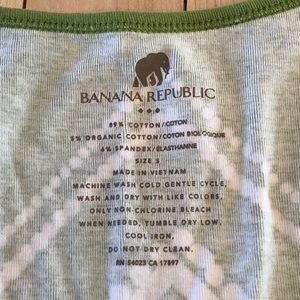 BANANA REPUBLIC
89% COTTON/COTON
5% ORGANIC COTTON/COTON BIOLOGIQUE
6% SPANDEX/ÉLASTHANNE
SIZE S
MADE IN VIETNAM
MACHINE WASH COLD GENTLE CYCLE,
WASH AND DRY WITH LIKE COLORS,
ONLY NON-CHLORINE BLEACH
WHEN NEEDED, TUMBLE DRY LOW,
COOL IRON,
DO NOT DRY CLEAN.
RN 54023 CA 17897